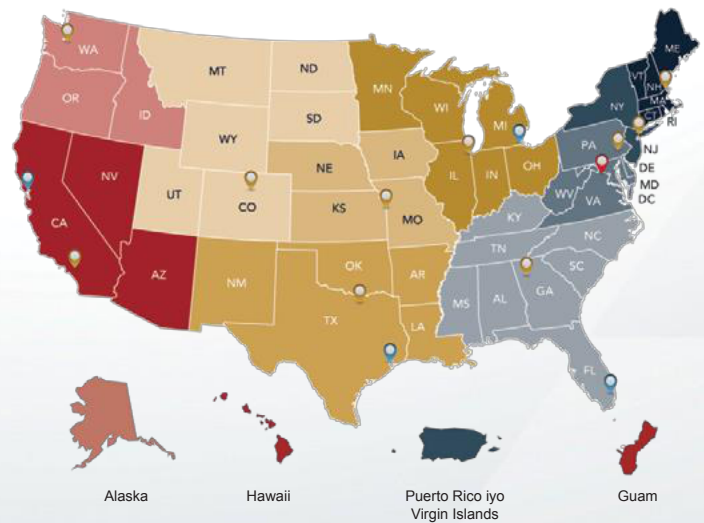 WA
MT
ND
ME
OR
ID
MN
VT
NH
SD
WI
MI
NY
MA
WY
CT
RI
IA
PA
NJ
NV
NE
IL
IN
OH
DE
UT
CO
WV
MD
VA
DC
CA
KS
MO
KY
NC
TN
AZ
NM
OK
AR
SC
MS
AL
GA
TX
LA
FL
Alaska
Hawaii
Puerto Rico iyo
Virgin Islands
Guam